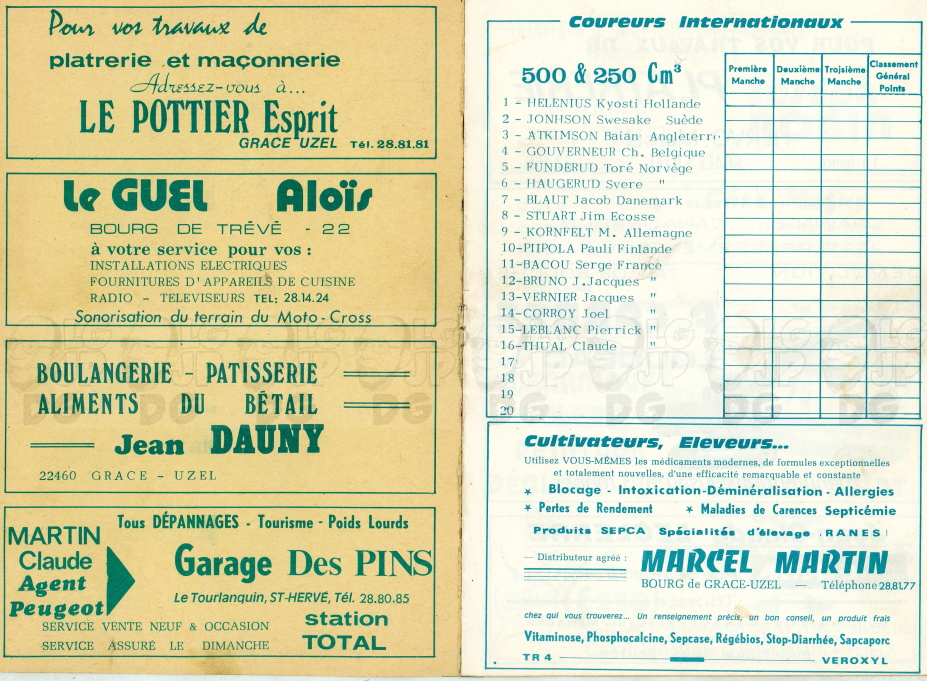 Pour vos travaux de
platrerie et maçonnerie
Adressez-vous à...
LE POTTIER Esprit
GRACE UZEL Tél. 28.81.81
Le GUEL Aloïs
BOURG DE TRÉVÉ - 22
à votre service pour vos :
INSTALLATIONS ELECTRIQUES
FOURNITURES D'APPAREILS DE CUISINE
RADIO - TELEVISEURS TEL: 28.14.24
Sonorisation du terrain du Moto-Cross
BOULANGERIE - PATISSERIE
ALIMENTS DU BÉTAIL
Jean DAUNY
22460 GRACE - UZEL
Tous DÉPANNAGES - Tourisme - Poids Lourds
MARTIN
Claude
Agent
Peugeot
Garage Des PINS
Le Tourlanquin, ST-HERVÉ, Tél. 28.80.85
SERVICE VENTE NEUF & OCCASION
SERVICE ASSURÉ LE DIMANCHE
station
TOTAL
Coureurs Internationaux
500 & 250 Cm³
Première Manche
Deuxième Manche
Troisième Manche
Classement Général Points
1 - HELENIUS Kyosti Hollande
2 - JONHSON Swesake Suède
3 - ATKIMSON Baian Angleterre
4 - GOUVERNEUR Ch. Belgique
5 - FUNDERUD Toré Norvège
6 - HAUGERUD Svere "
7 - BLAUT Jacob Danemark
8 - STUART Jim Ecosse
9 - KORNFELT M. Allemagne
10-PIIPOLA Pauli Finlande
11-BACOU Serge France
12-BRUNO J.Jacques "
13-VERNIER Jacques "
14-CORROY Joel "
15-LEBLANC Pierrick "
16-THUAL Claude "
17
18
19
20
Cultivateurs, Eleveurs...
Utilisez VOUS-MÊMES les médicaments modernes, de formules exceptionnelles
et totalement nouvelles, d'une efficacité remarquable et constante
* Blocage - Intoxication-Déminéralisation - Allergies
* Pertes de Rendement * Maladies de Carences Septicémie
Produits SEPCA Spécialités d'élevage .RANES
— Distributeur agréé : MARCEL MARTIN
BOURG de GRACE-UZEL — Téléphone 28.81.77
chez qui vous trouverez... Un renseignement précis, un bon conseil, un produit frais
Vitaminose, Phosphocalcine, Sepcase, Régébios, Stop-Diarrhée, Sapcaporc
TR 4 VEROXYL